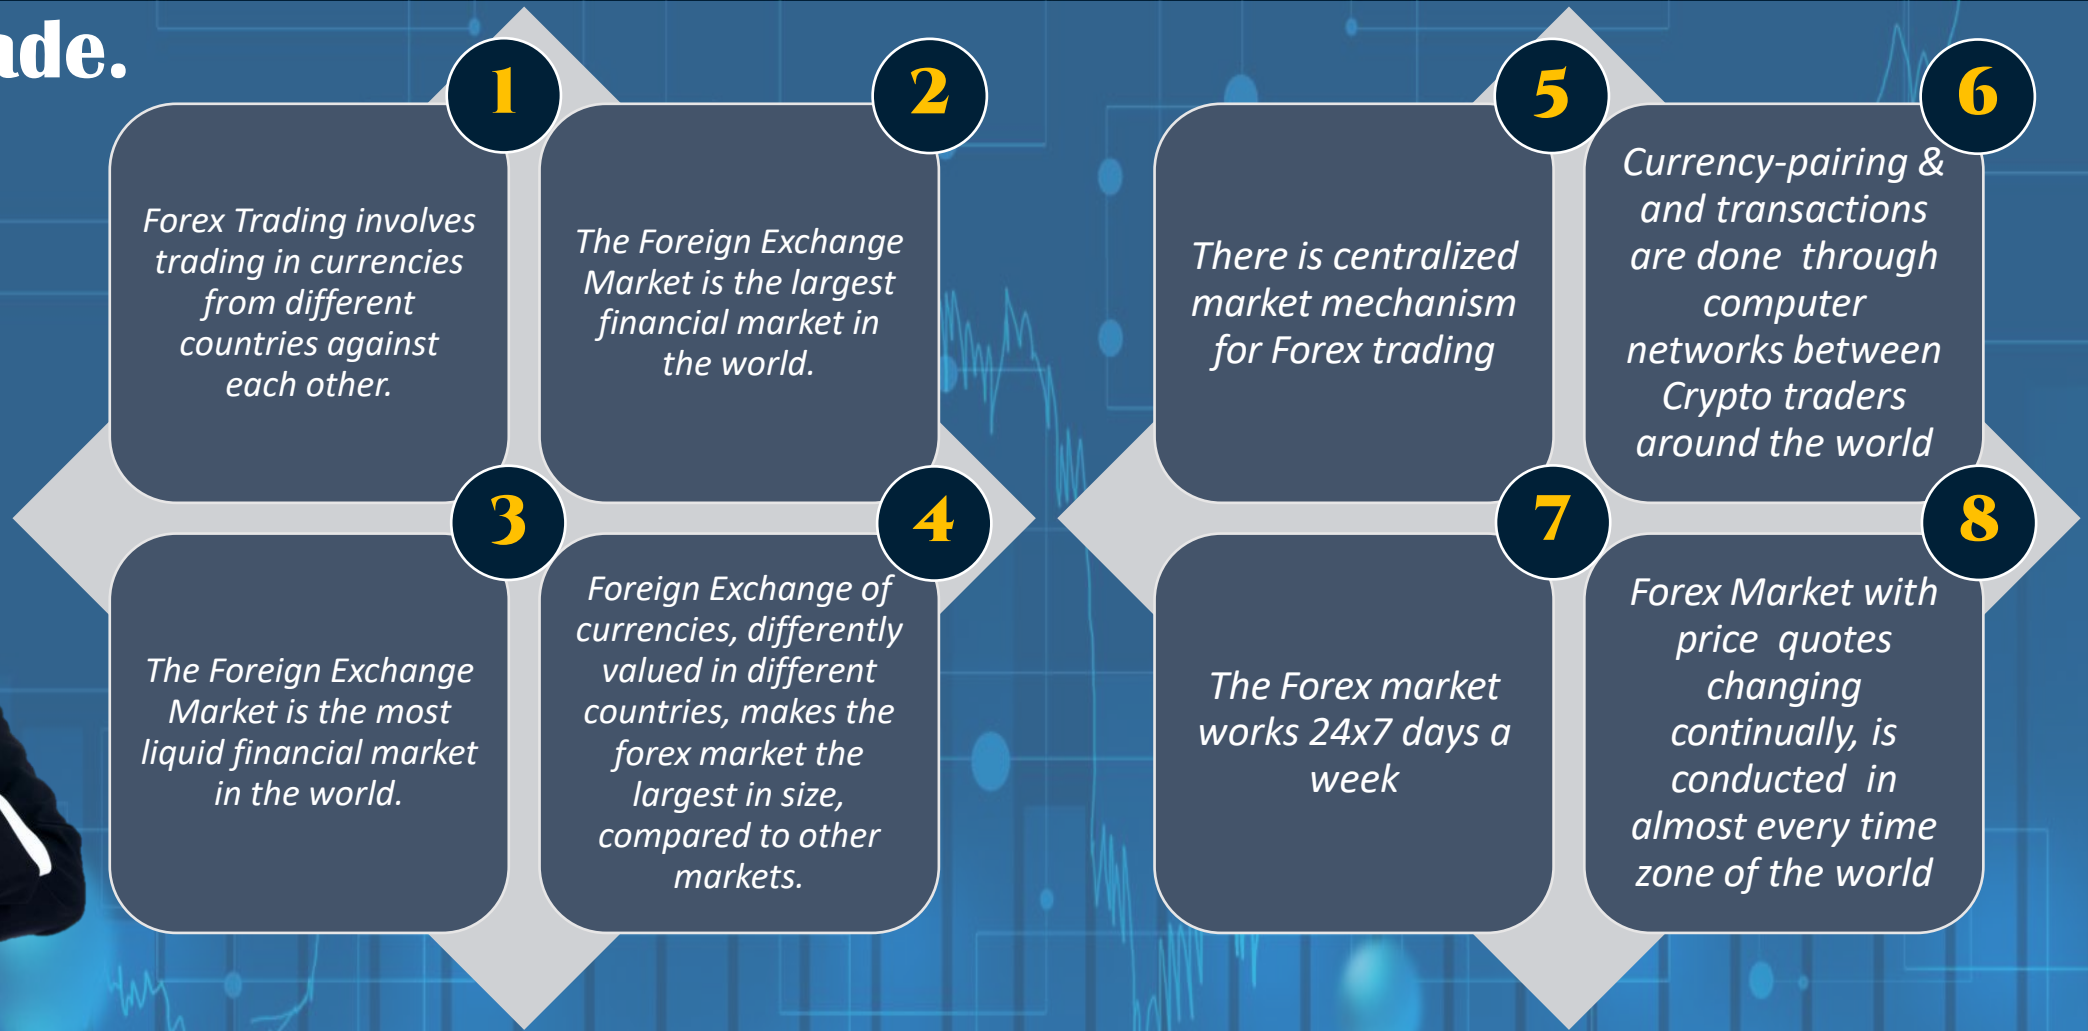 ade.
1
Forex Trading involves
trading in currencies
from different
countries against
each other.
2
The Foreign Exchange
Market is the largest
financial market in
the world.
3
The Foreign Exchange
Market is the most
liquid financial market
in the world.
4
Foreign Exchange of
currencies, differently
valued in different
countries, makes the
forex market the
largest in size,
compared to other
markets.
5
There is centralized
market mechanism
for Forex trading
6
Currency-pairing &
and transactions
are done through
computer
networks between
Crypto traders
around the world
7
The Forex market
works 24x7 days a
week
8
Forex Market with
price quotes
changing
continually, is
conducted in
almost every time
zone of the world